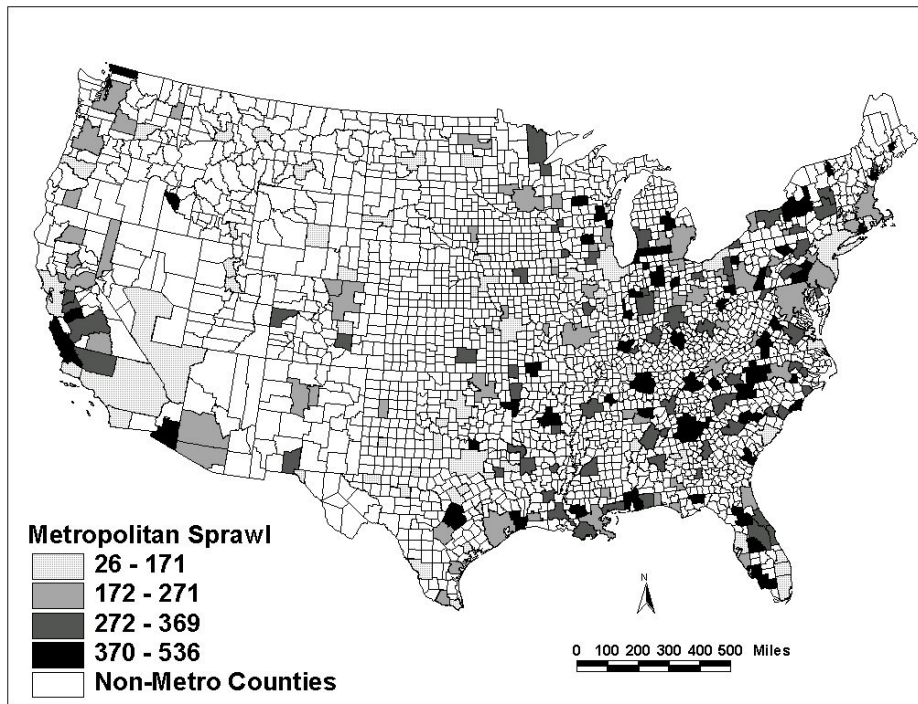 Metropolitan Sprawl
26 - 171
172 - 271
272 - 369
370 - 536
Non-Metro Counties
N
0 100 200 300 400 500 Miles